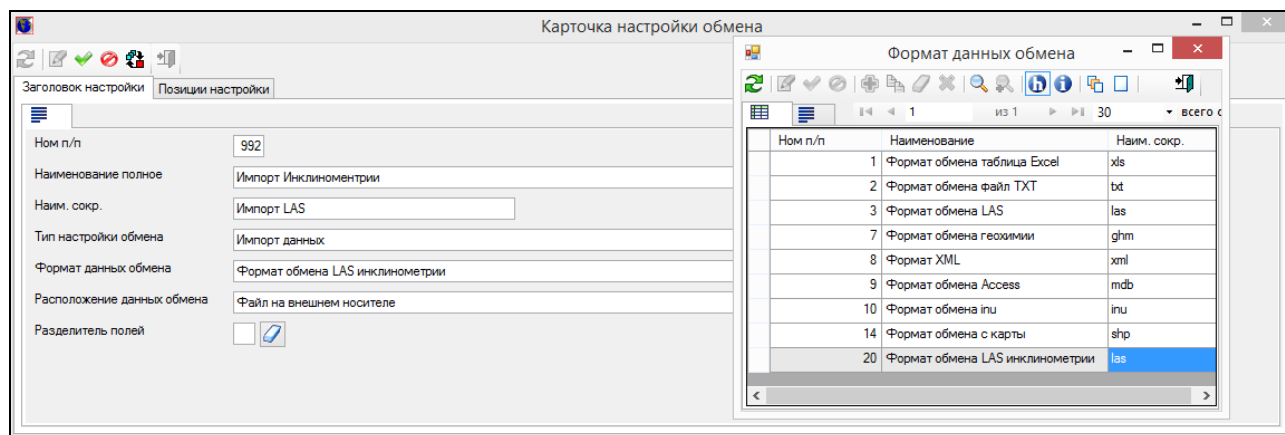 Карточка настройки обмена
Заголовок настройки Позиции настройки
Ном п/п 992
Наименование полное Импорт Инклиноментрии
Наим. сокр. Импорт LAS
Тип настройки обмена Импорт данных
Формат данных обмена Формат обмена LAS инклинометрии
Расположение данных обмена Файл на внешнем носителе
Разделитель полей
Формат данных обмена
1 из 1 30 всего с
Ном п/п Наименование Наим. сокр.
1 Формат обмена таблица Excel xls
2 Формат обмена файл TXT txt
3 Формат обмена LAS las
7 Формат обмена геохимии ghm
8 Формат XML xml
9 Формат обмена Access mdb
10 Формат обмена inu inu
14 Формат обмена с карты shp
20 Формат обмена LAS инклинометрии las